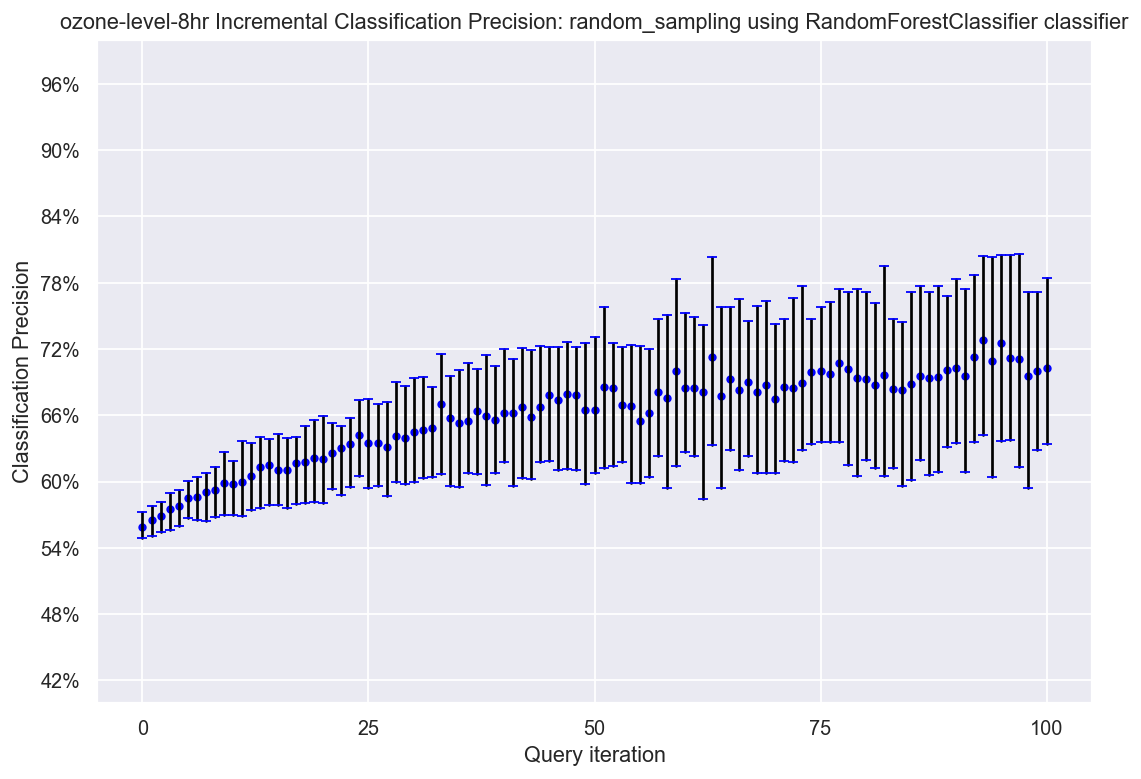 ozone-level-8hr Incremental Classification Precision: random_sampling using RandomForestClassifier classifier
Classification Precision
96%
90%
84%
78%
72%
66%
60%
54%
48%
42%
0 25 50 75 100
Query iteration